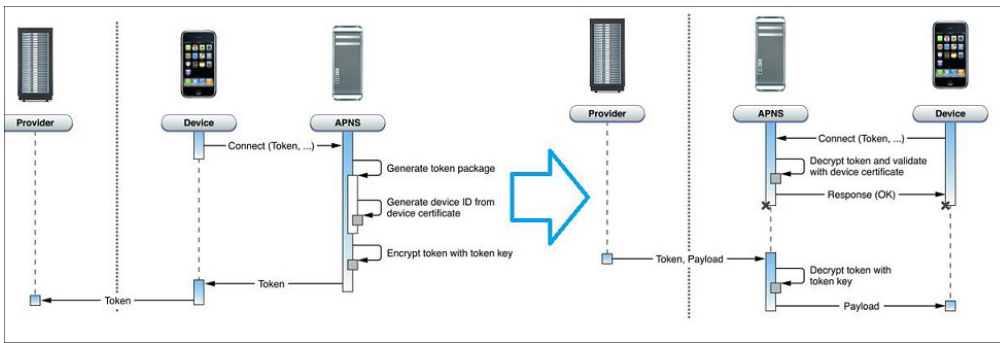 Provider
Device
APNS
Connect (Token, ...)
Generate token package
Generate device ID from
device certificate
Encrypt token with token key
Token
Token
Provider
APNS
Device
Connect (Token, ...)
Decrypt token and validate
with device certificate
Response (OK)
Token, Payload
Decrypt token with
token key
Payload